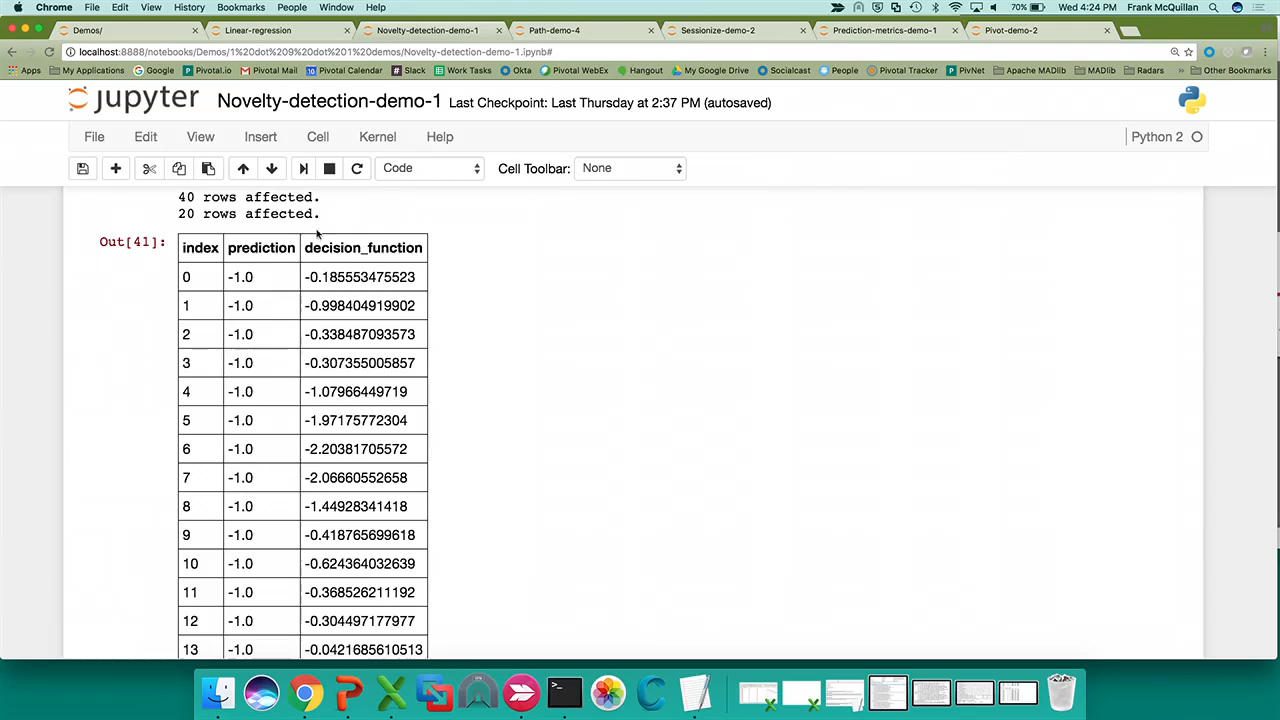 Chrome File Edit View History Bookmarks People Window Help 70% Wed 4:24 PM Frank McQuillan
Demos/ Linear-regression Novelty-detection-demo-1 Path-demo-4 Sessionize-demo-2 Prediction-metrics-demo-1 Pivot-demo-2
localhost:8888/notebooks/Demos/1%20dot%209%20dot%201%20demos/Novelty-detection-demo-1.ipynb#
Apps My Applications Google Pivotal.io Pivotal Mail Pivotal Calendar Slack Work Tasks Okta Pivotal WebEx Hangout My Google Drive Socialcast People Pivotal Tracker PivNet Apache MADlib MADlib Radars » Other Bookmarks
jupyter Novelty-detection-demo-1 Last Checkpoint: Last Thursday at 2:37 PM (autosaved)
File Edit View Insert Cell Kernel Help Python 2
Code Cell Toolbar: None
40 rows affected.
20 rows affected.
Out[41]:
index prediction decision_function
0 -1.0 -0.185553475523
1 -1.0 -0.998404919902
2 -1.0 -0.338487093573
3 -1.0 -0.307355005857
4 -1.0 -1.07966449719
5 -1.0 -1.97175772304
6 -1.0 -2.20381705572
7 -1.0 -2.06660552658
8 -1.0 -1.44928341418
9 -1.0 -0.418765699618
10 -1.0 -0.624364032639
11 -1.0 -0.368526211192
12 -1.0 -0.304497177977
13 -1.0 -0.0421685610513